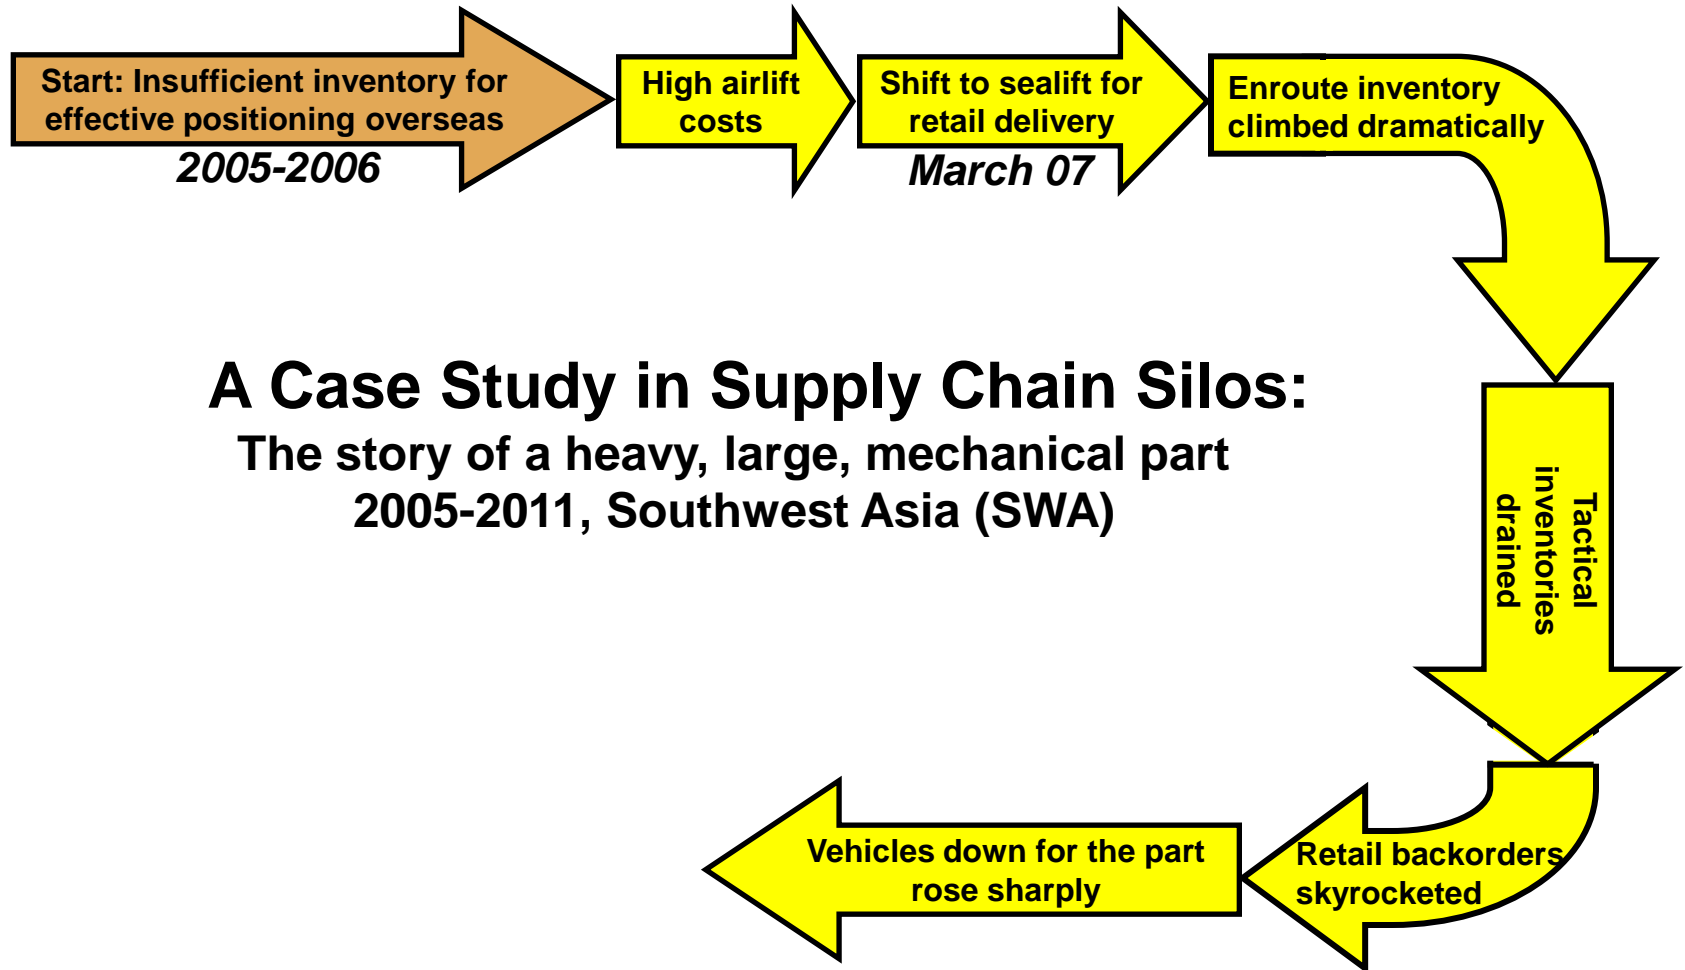 Start: Insufficient inventory for
effective positioning overseas
2005-2006
High airlift
costs
Shift to sealift for
retail delivery
March 07
Enroute inventory
climbed dramatically
A Case Study in Supply Chain Silos:
The story of a heavy, large, mechanical part
2005-2011, Southwest Asia (SWA)
Tactical
inventories
drained
Retail backorders
skyrocketed
Vehicles down for the part
rose sharply